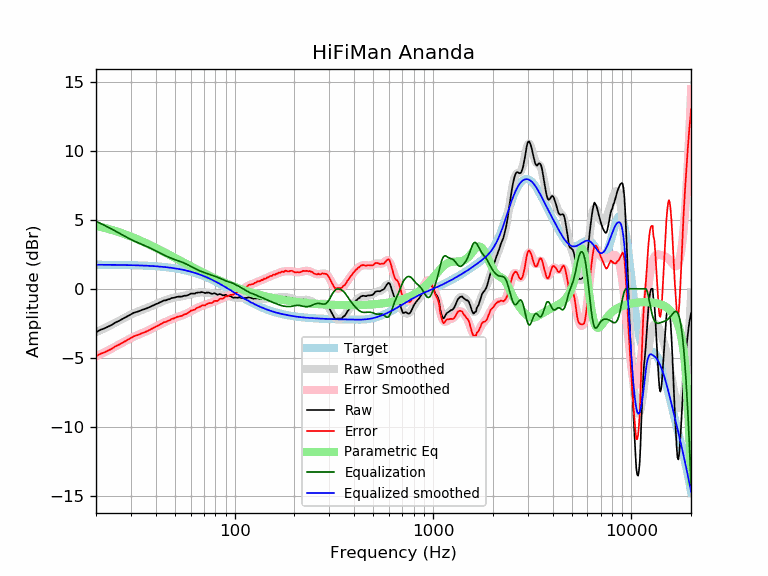 HiFiMan Ananda
15
10
5
0
−5
−10
−15
Amplitude (dBr)
Target
Raw Smoothed
Error Smoothed
Raw
Error
Parametric Eq
Equalization
Equalized smoothed
100 1000 10000
Frequency (Hz)